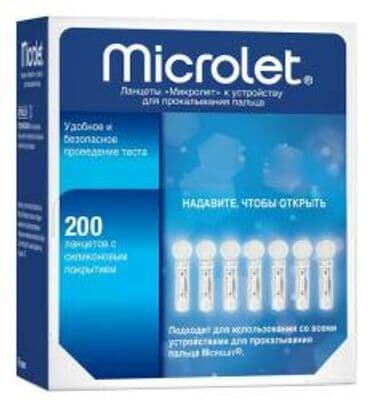 Microlet®
Ланцеты «Микролет» к устройству
для прокалывания пальца
Удобное и
безопасное
проведение теста
НАДАВИТЕ, ЧТОБЫ ОТКРЫТЬ
200
ланцетов с
силиконовым
покрытием
Подходит для использования со всеми
устройствами для прокалывания
пальца MICROLET®.
Microlet